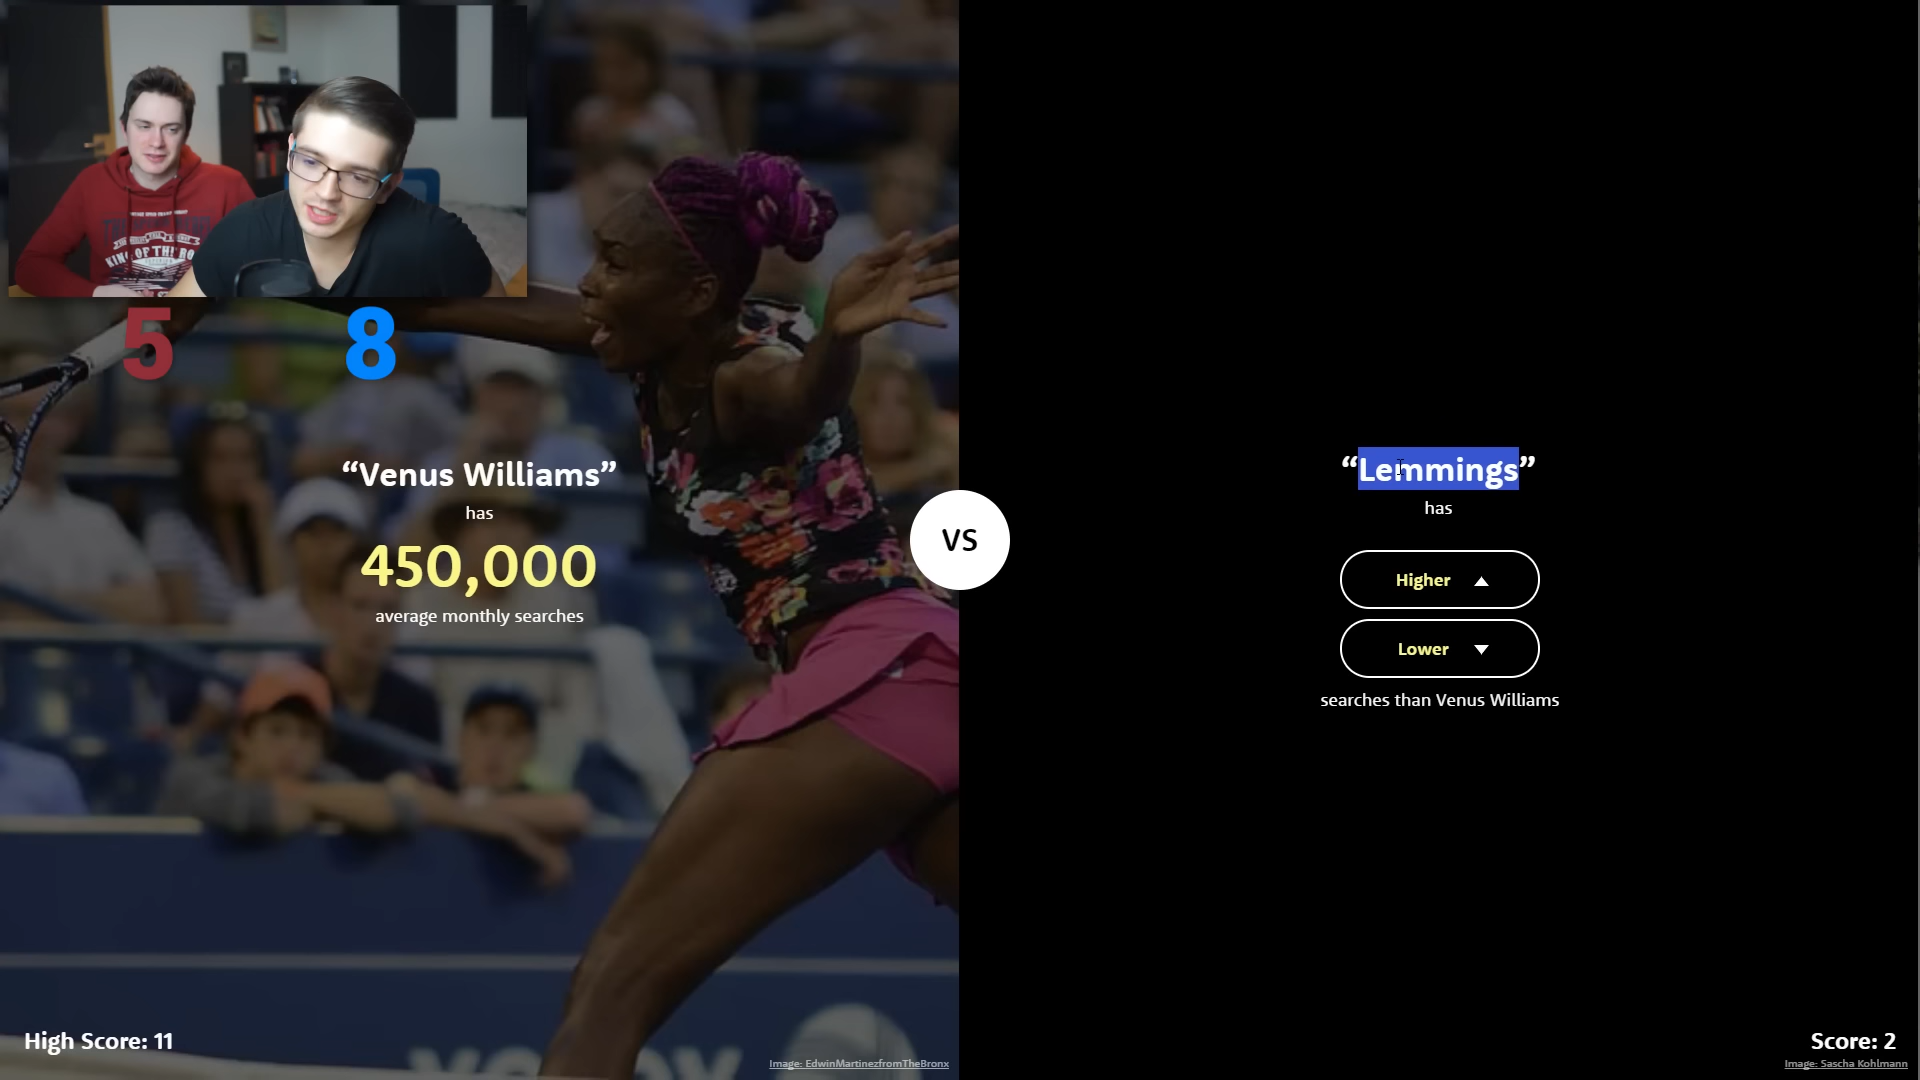 5
8
“Venus Williams”
has
450,000
average monthly searches
VS
“Lemmings”
has
Higher
Lower
searches than Venus Williams
High Score: 11
Score: 2
Image: EdwinMartinezfromTheBronx
Image: Sascha Kohlmann